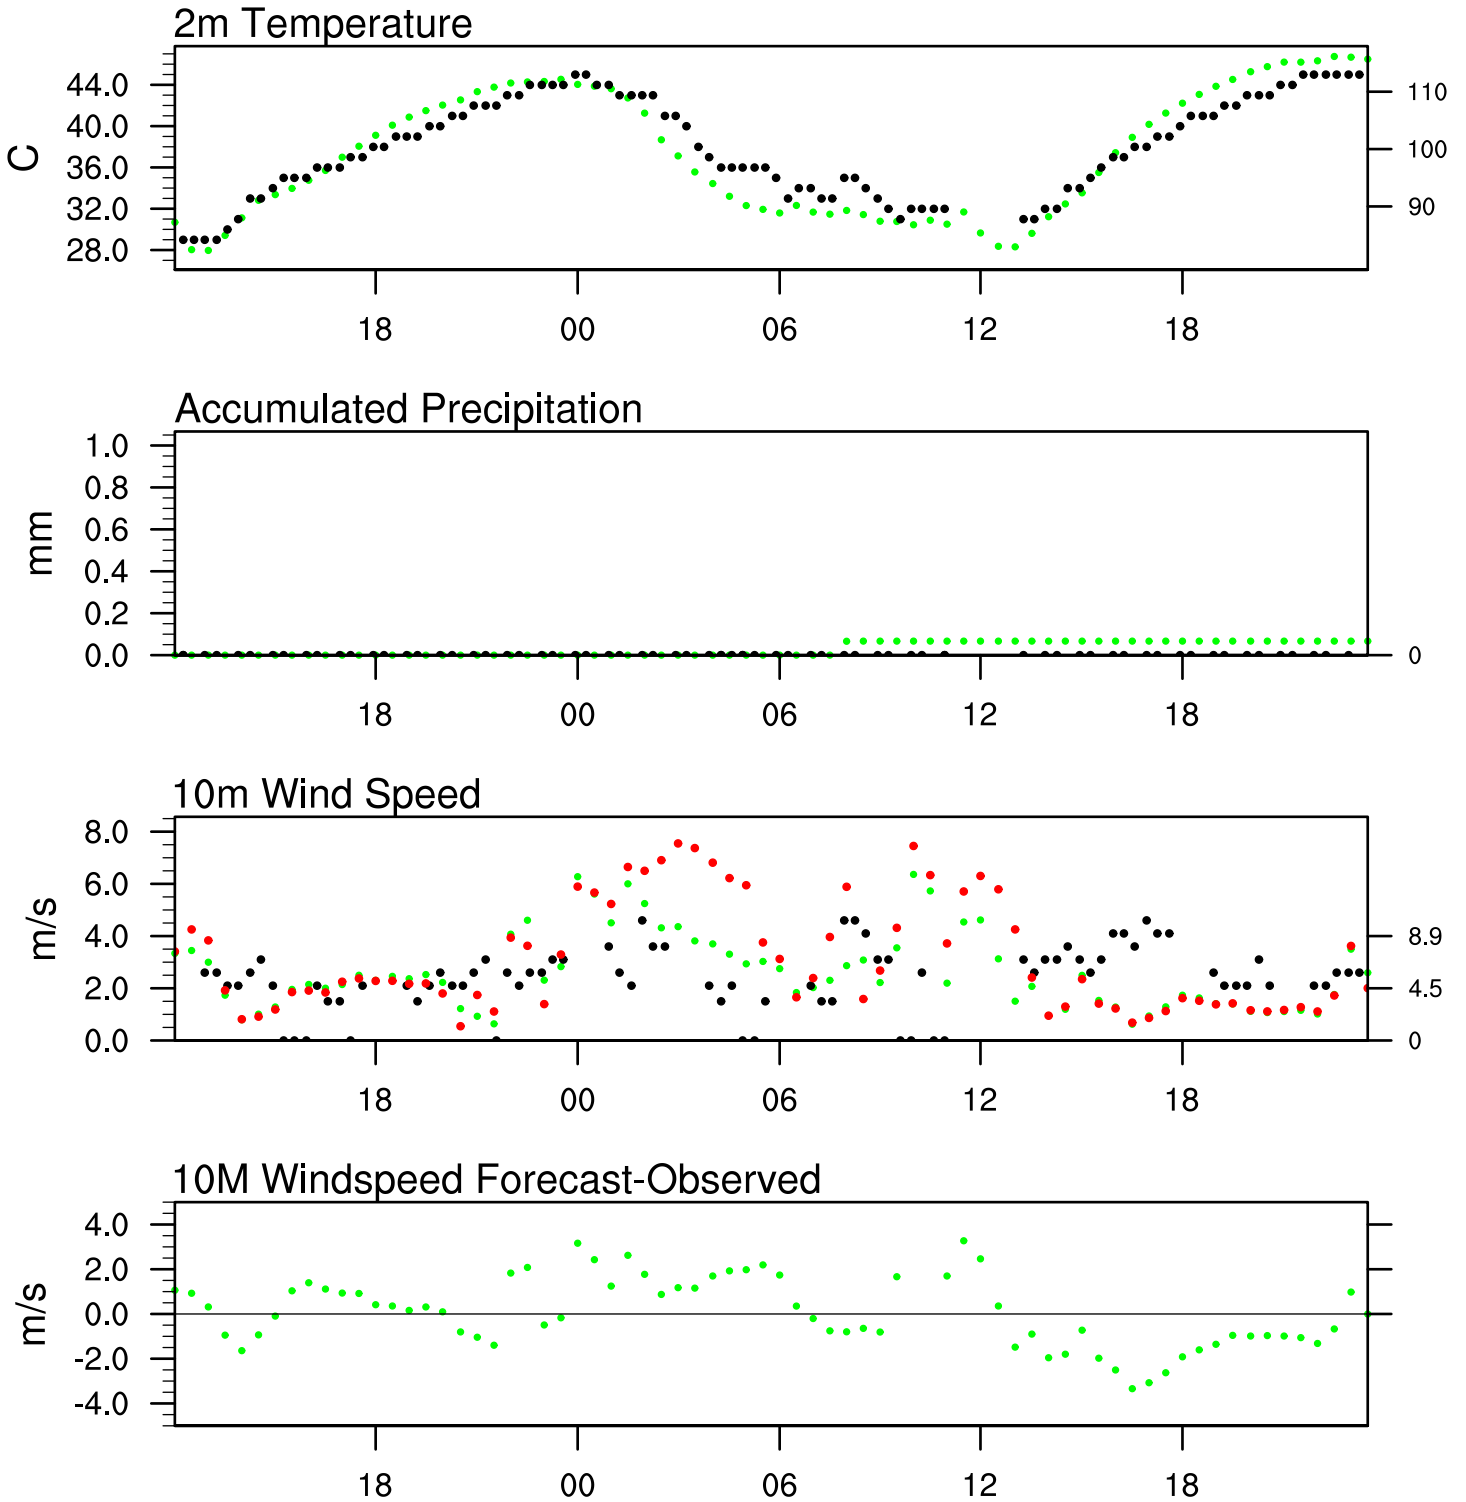 2m Temperature
44.0
40.0
36.0
32.0
28.0
C
110
100
90
18 00 06 12 18
Accumulated Precipitation
1.0
0.8
0.6
0.4
0.2
0.0
mm
0
18 00 06 12 18
10m Wind Speed
8.0
6.0
4.0
2.0
0.0
m/s
8.9
4.5
0
18 00 06 12 18
10M Windspeed Forecast-Observed
4.0
2.0
0.0
-2.0
-4.0
m/s
18 00 06 12 18